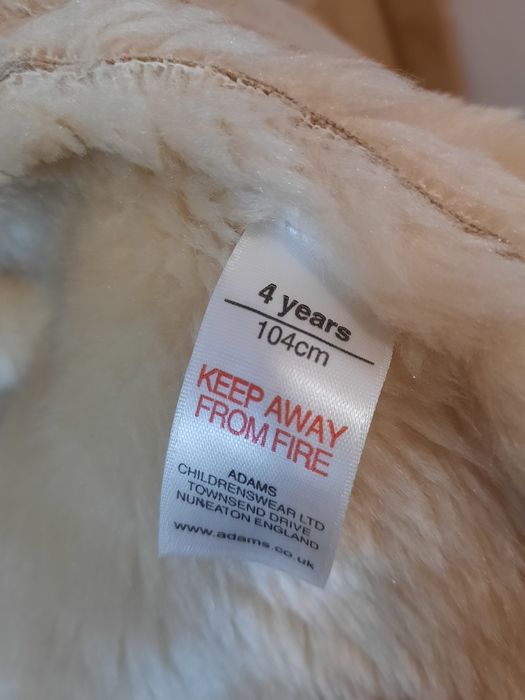 4 years
104cm
KEEP AWAY
FROM FIRE
ADAMS
CHILDRENSWEAR LTD
TOWNSEND DRIVE
NUNEATON ENGLAND
www.adams.co.uk